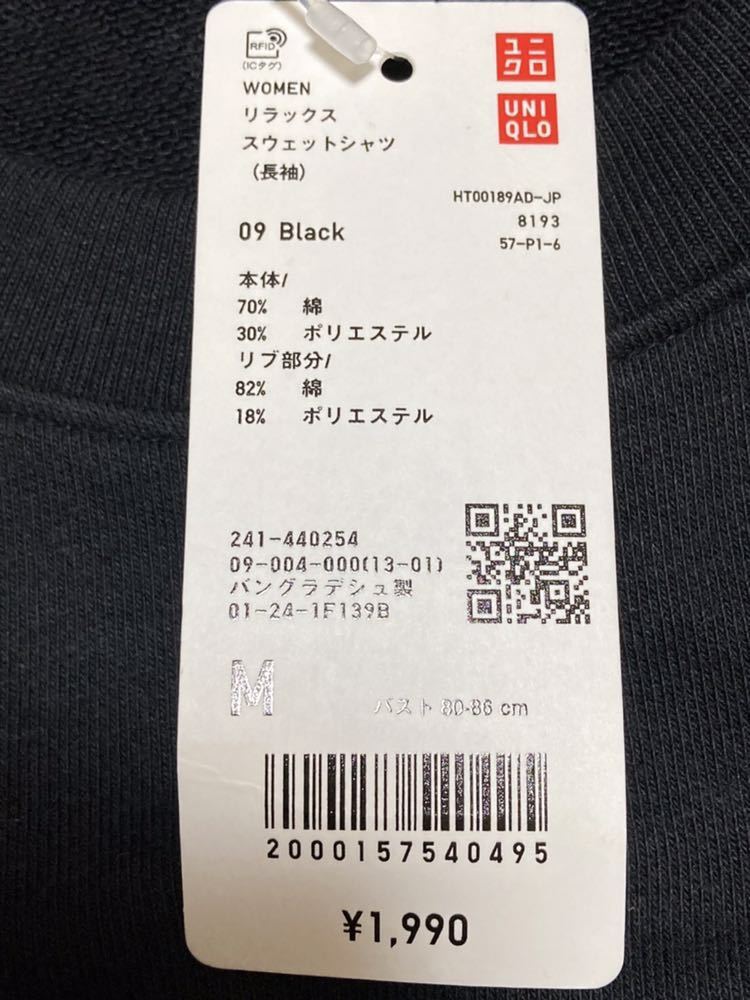 RFID
(ICタグ)
WOMEN
リラックス
スウェットシャツ
(長袖)
ユニ
クロ
UNI
QLO
HT00189AD-JP
8193
57-P1-6
09 Black
本体/
70% 綿
30% ポリエステル
リブ部分/
82% 綿
18% ポリエステル
241-440254
09-004-000(13-01)
バングラデシュ製
01-24-1F139B
M バスト 80-86 cm
2000157540495
¥1,990